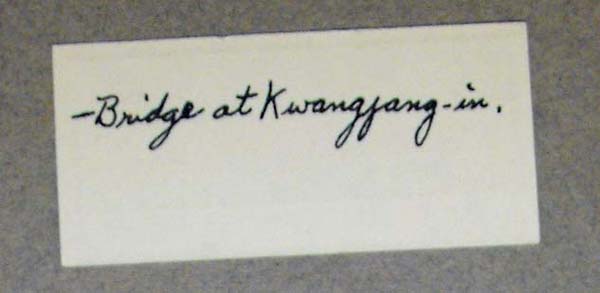 -Bridge at Kwangjang-in.